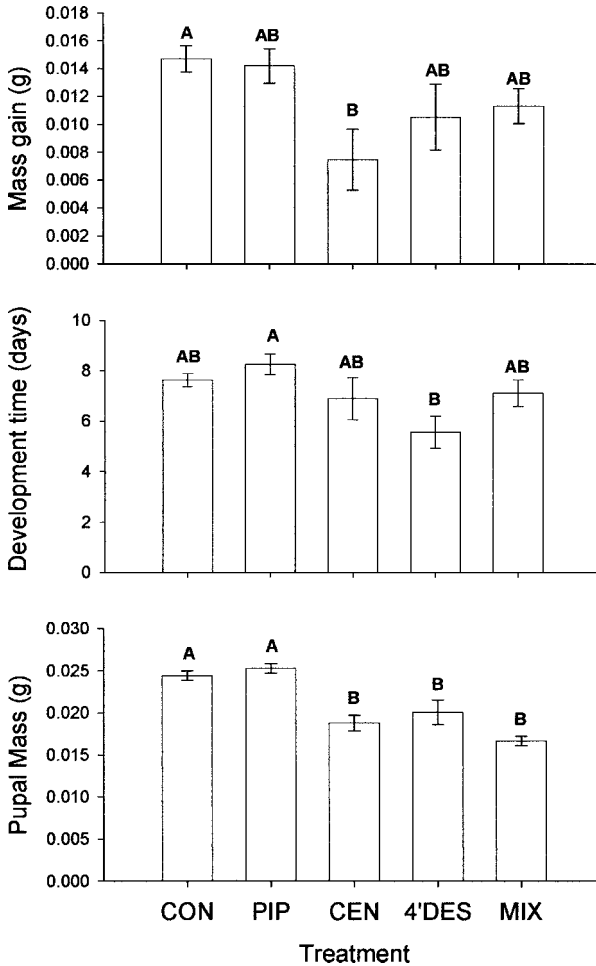 Mass gain (g)
0.018
0.016
0.014
0.012
0.010
0.008
0.006
0.004
0.002
0.000
A
AB
B
AB
AB
Development time (days)
10
8
6
4
2
0
AB
A
AB
B
AB
Pupal Mass (g)
0.030
0.025
0.020
0.015
0.010
0.005
0.000
A
A
B
B
B
CON PIP CEN 4'DES MIX
Treatment